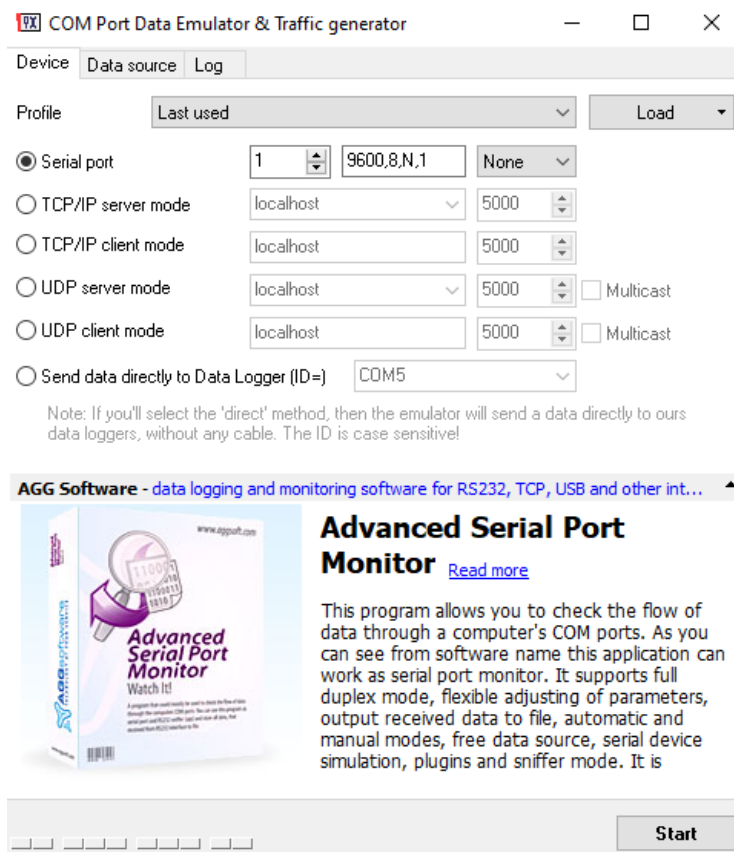 COM Port Data Emulator & Traffic generator
Device Data source Log
Profile Last used Load
Serial port 1 9600,8,N,1 None
TCP/IP server mode localhost 5000
TCP/IP client mode localhost 5000
UDP server mode localhost 5000 Multicast
UDP client mode localhost 5000 Multicast
Send data directly to Data Logger (ID=) COM5
Note: If you'll select the 'direct' method, then the emulator will send a data directly to ours
data loggers, without any cable. The ID is case sensitive!
AGG Software - data logging and monitoring software for RS232, TCP, USB and other int...
www.aggsoft.com
AGGsoftware
Advanced
Serial Port
Monitor
Watch It!
Advanced Serial Port
Monitor Read more
This program allows you to check the flow of
data through a computer's COM ports. As you
can see from software name this application can
work as serial port monitor. It supports full
duplex mode, flexible adjusting of parameters,
output received data to file, automatic and
manual modes, free data source, serial device
simulation, plugins and sniffer mode. It is
Start